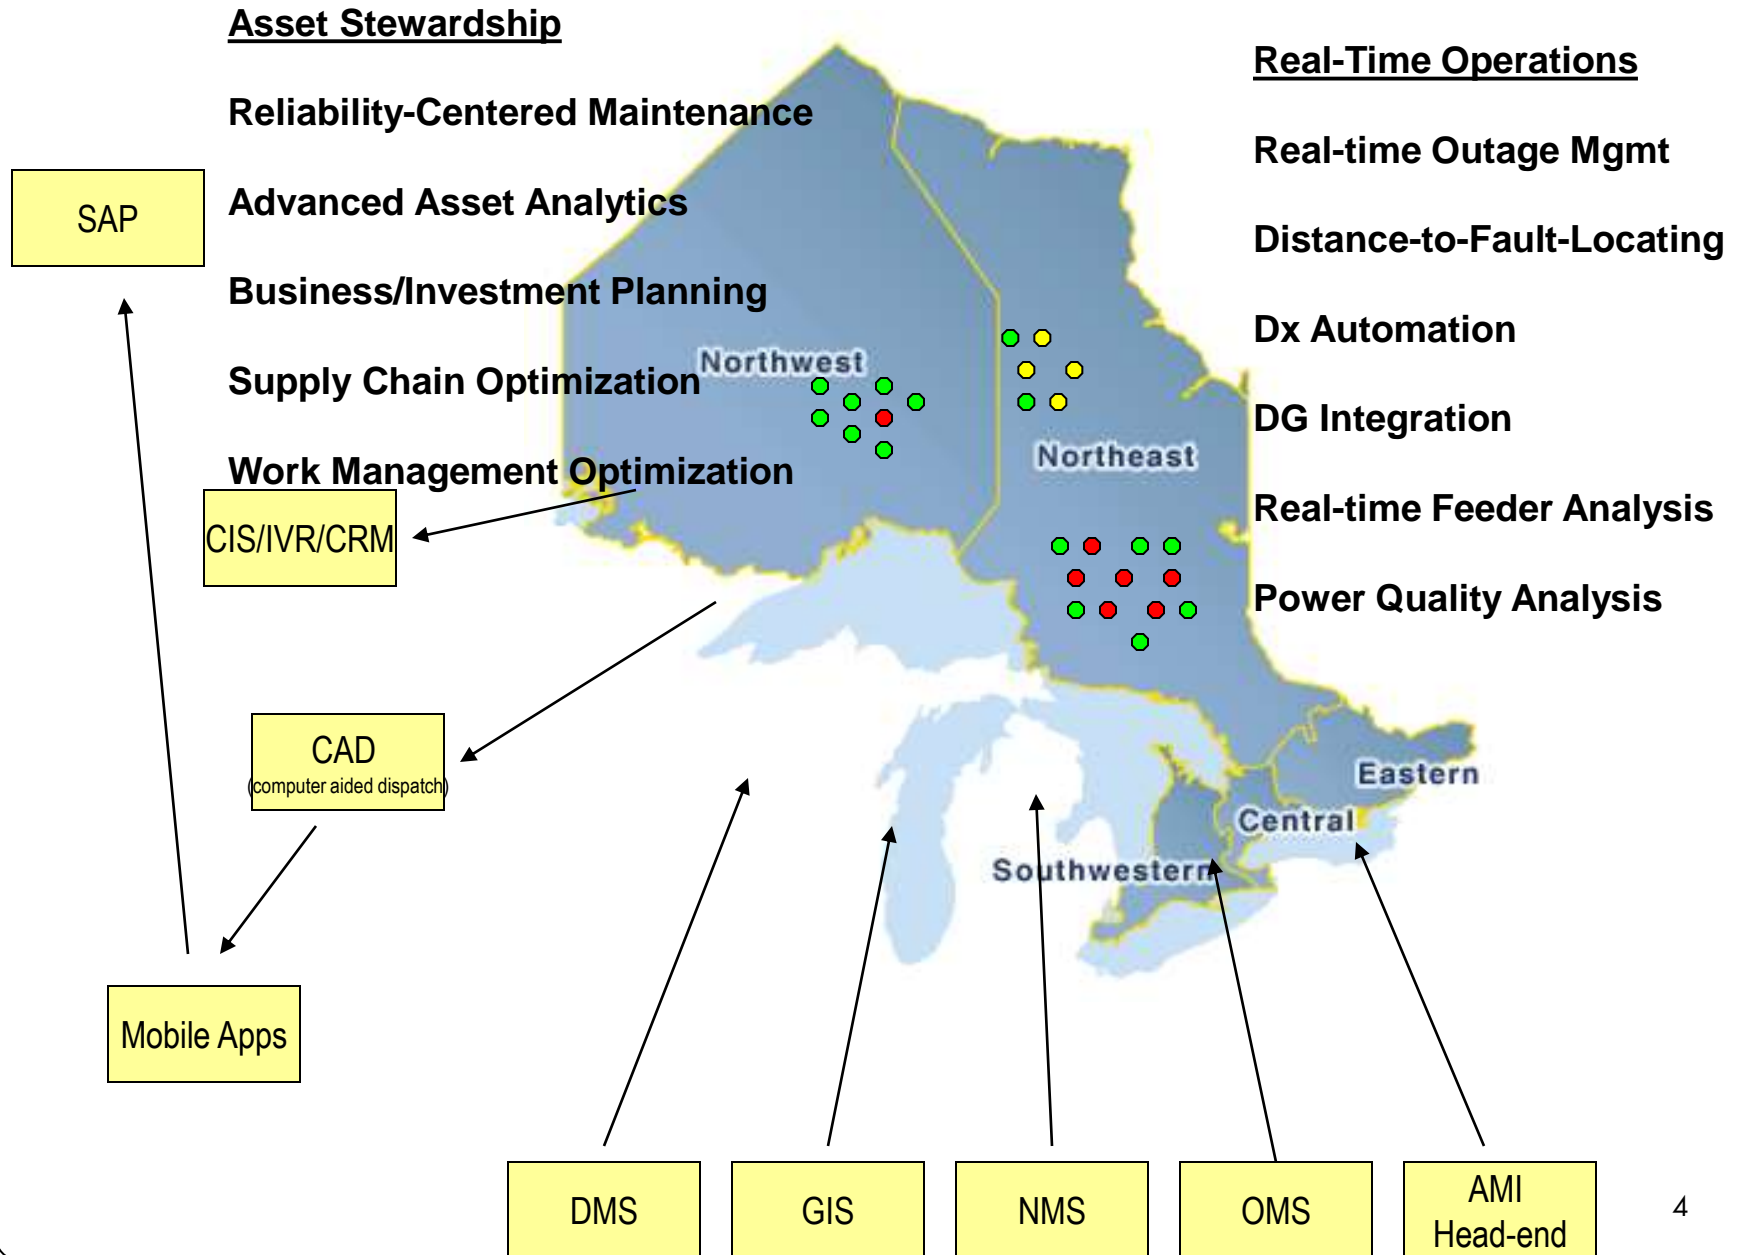 Asset Stewardship
Reliability-Centered Maintenance
Advanced Asset Analytics
Business/Investment Planning
Supply Chain Optimization
Work Management Optimization
Real-Time Operations
Real-time Outage Mgmt
Distance-to-Fault-Locating
Dx Automation
DG Integration
Real-time Feeder Analysis
Power Quality Analysis
SAP
CIS/IVR/CRM
CAD
(computer aided dispatch)
Mobile Apps
Northwest
Northeast
Eastern
Central
Southwestern
DMS
GIS
NMS
OMS
AMI
Head-end
4